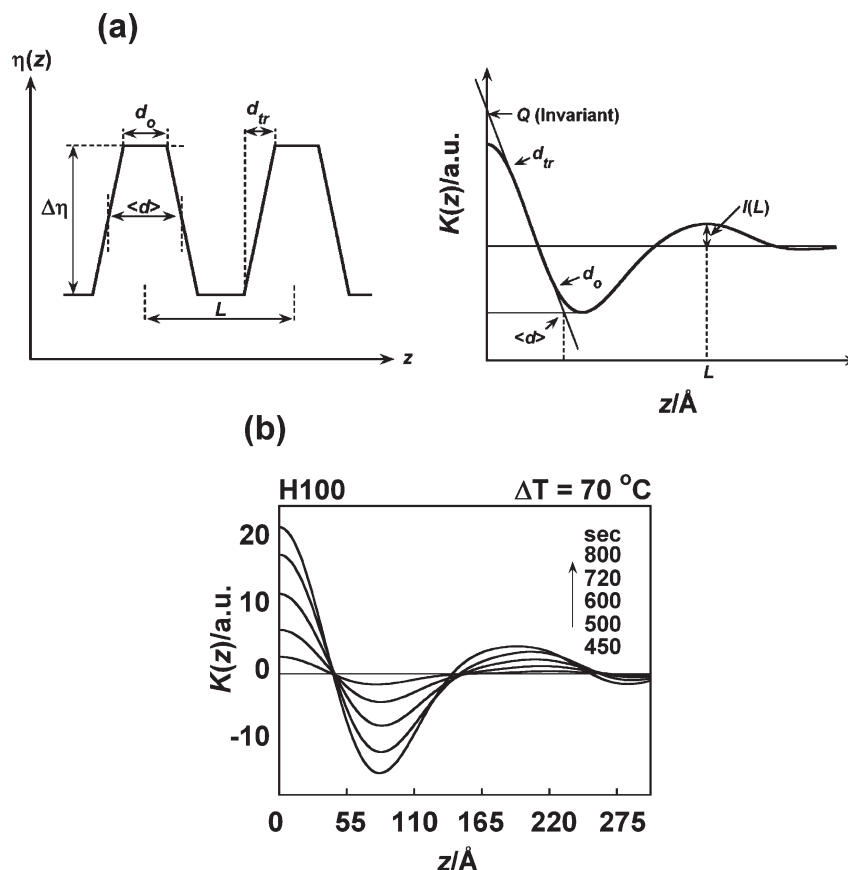 (a)
η(z)
d_o
d_tr
Δη
<d>
L
z
K(z)/a.u.
Q (Invariant)
d_tr
I(L)
d_o
<d>
L
z/Å
(b)
H100
ΔT = 70 °C
20
10
0
-10
K(z)/a.u.
sec
800
720
600
500
450
0 55 110 165 220 275
z/Å